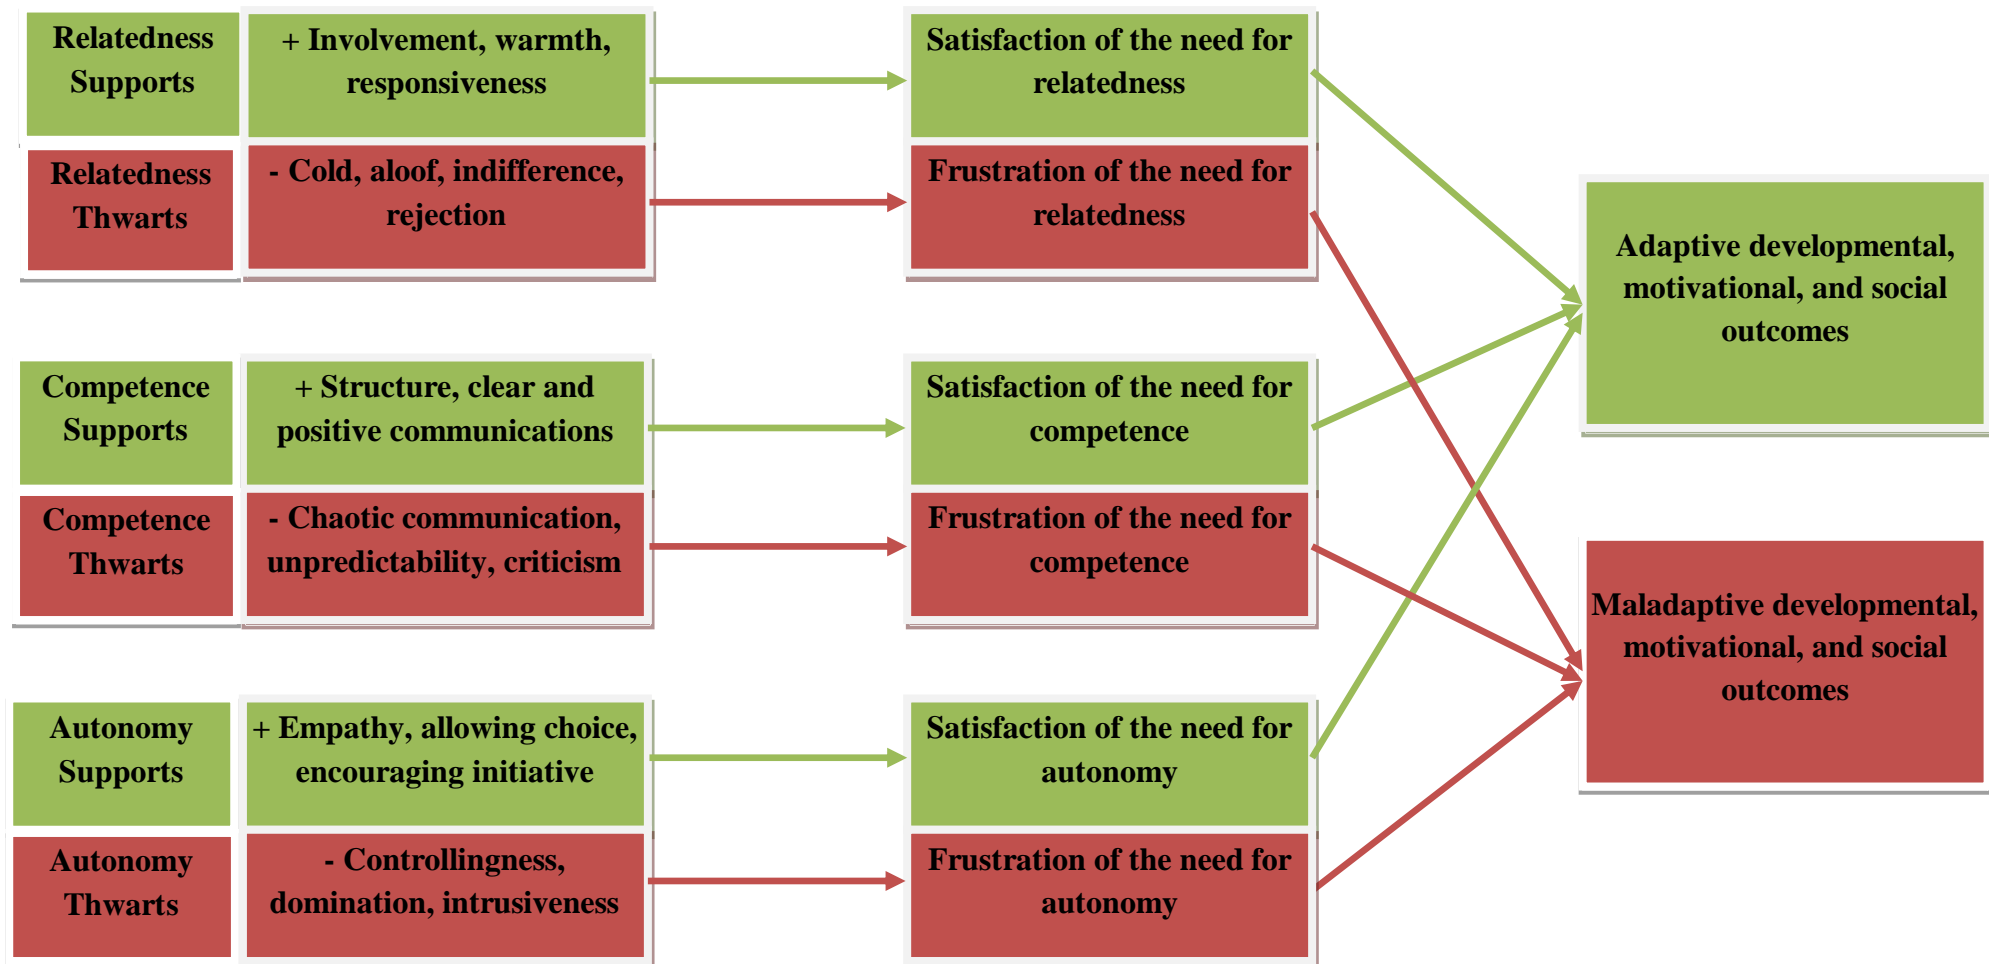 Relatedness
Supports
+ Involvement, warmth,
responsiveness
Satisfaction of the need for
relatedness
Relatedness
Thwarts
- Cold, aloof, indifference,
rejection
Frustration of the need for
relatedness
Adaptive developmental,
motivational, and social
outcomes
Competence
Supports
+ Structure, clear and
positive communications
Satisfaction of the need for
competence
Competence
Thwarts
- Chaotic communication,
unpredictability, criticism
Frustration of the need for
competence
Maladaptive developmental,
motivational, and social
outcomes
Autonomy
Supports
+ Empathy, allowing choice,
encouraging initiative
Satisfaction of the need for
autonomy
Autonomy
Thwarts
- Controllingness,
domination, intrusiveness
Frustration of the need for
autonomy